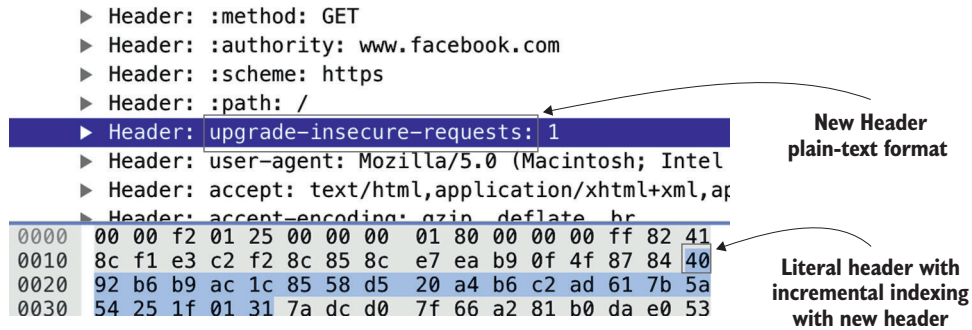 Header: :method: GET
Header: :authority: www.facebook.com
Header: :scheme: https
Header: :path: /
Header: upgrade-insecure-requests: 1
Header: user-agent: Mozilla/5.0 (Macintosh; Intel
Header: accept: text/html,application/xhtml+xml,ap
Header: accept-encoding: gzip, deflate, br
0000 00 00 f2 01 25 00 00 00 01 80 00 00 00 ff 82 41
0010 8c f1 e3 c2 f2 8c 85 8c e7 ea b9 0f 4f 87 84 40
0020 92 b6 b9 ac 1c 85 58 d5 20 a4 b6 c2 ad 61 7b 5a
0030 54 25 1f 01 31 7a dc d0 7f 66 a2 81 b0 da e0 53
New Header
plain-text format
Literal header with
incremental indexing
with new header